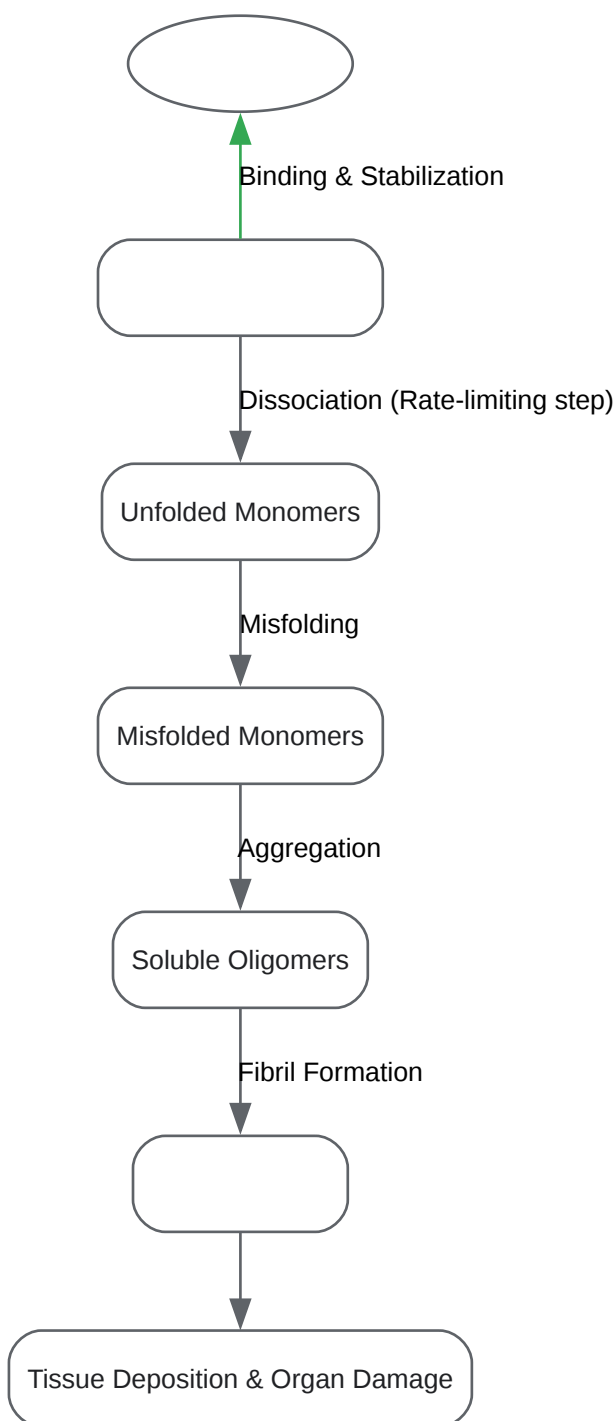 Binding & Stabilization
Dissociation (Rate-limiting step)
Unfolded Monomers
Misfolding
Misfolded Monomers
Aggregation
Soluble Oligomers
Fibril Formation
Tissue Deposition & Organ Damage